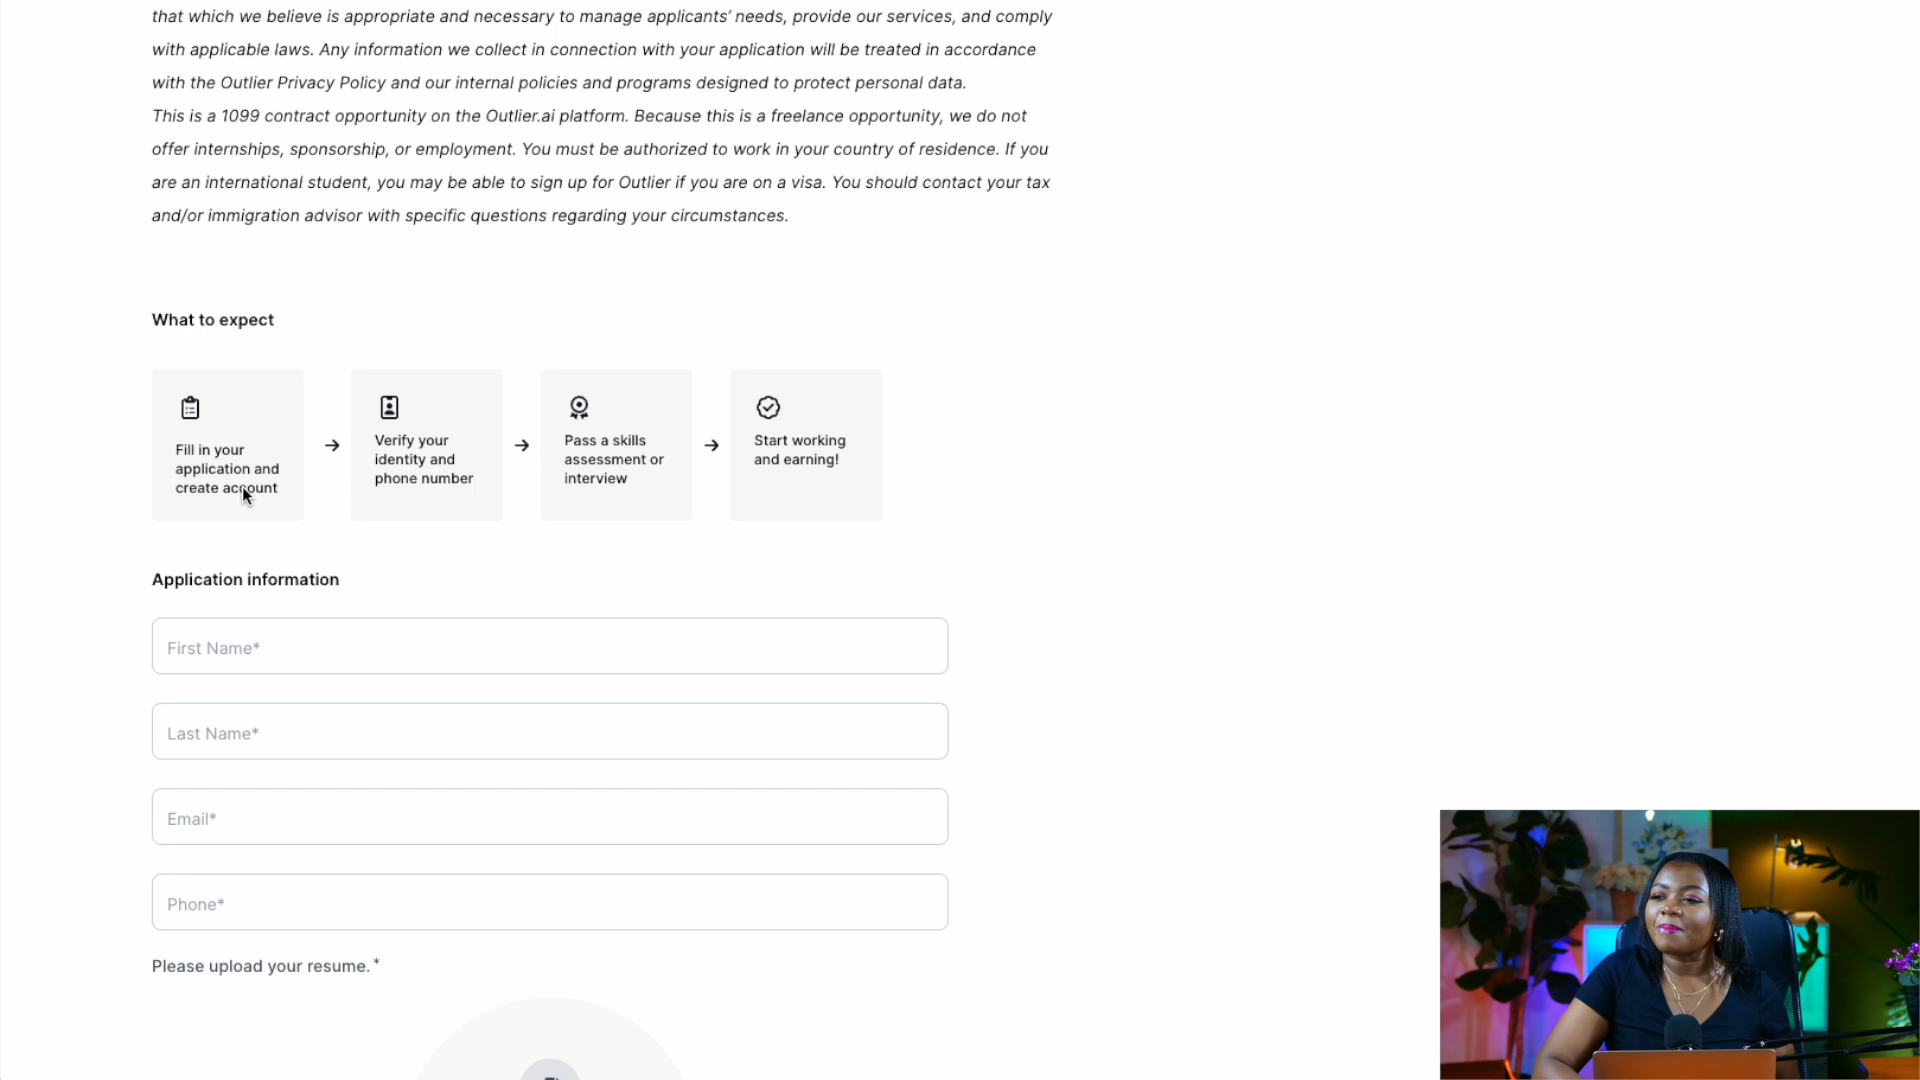 that which we believe is appropriate and necessary to manage applicants’ needs, provide our services, and comply
with applicable laws. Any information we collect in connection with your application will be treated in accordance
with the Outlier Privacy Policy and our internal policies and programs designed to protect personal data.
This is a 1099 contract opportunity on the Outlier.ai platform. Because this is a freelance opportunity, we do not
offer internships, sponsorship, or employment. You must be authorized to work in your country of residence. If you
are an international student, you may be able to sign up for Outlier if you are on a visa. You should contact your tax
and/or immigration advisor with specific questions regarding your circumstances.
What to expect
Fill in your
application and
create account
Verify your
identity and
phone number
Pass a skills
assessment or
interview
Start working
and earning!
Application information
First Name*
Last Name*
Email*
Phone*
Please upload your resume.*